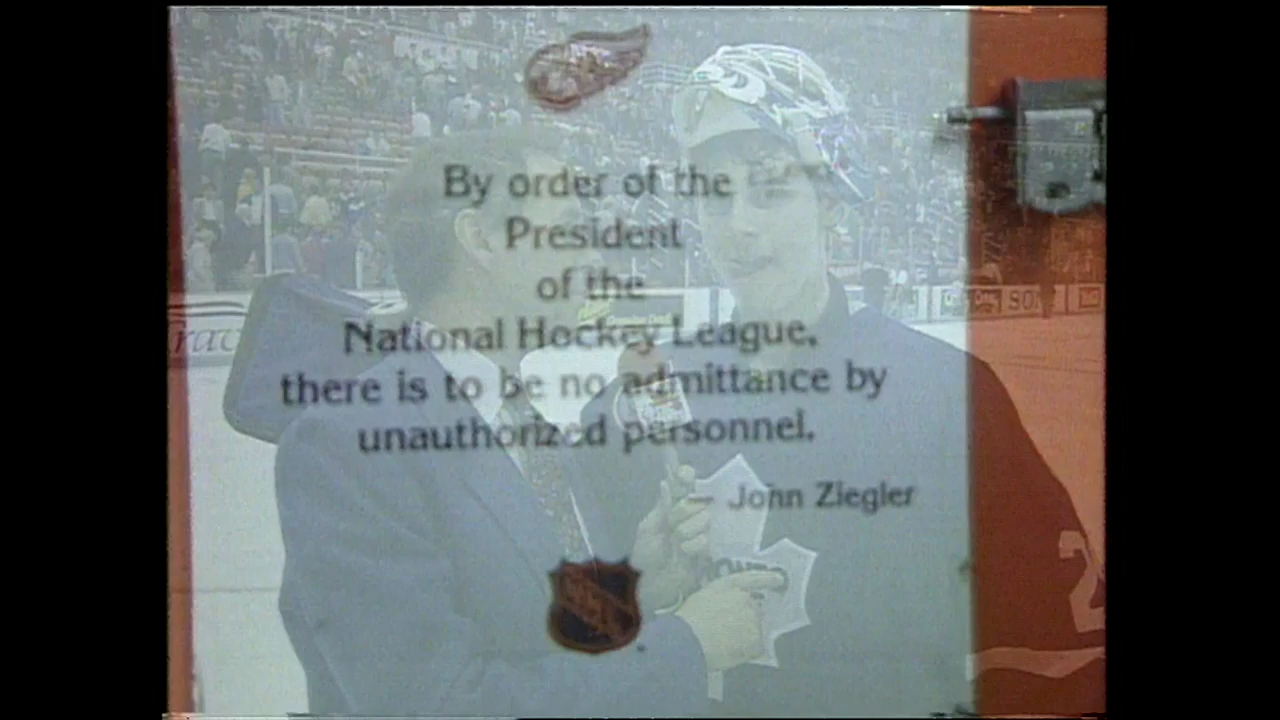 By order of the
President
of the
National Hockey League,
there is to be no admittance by
unauthorized personnel.
— John Ziegler
SONY